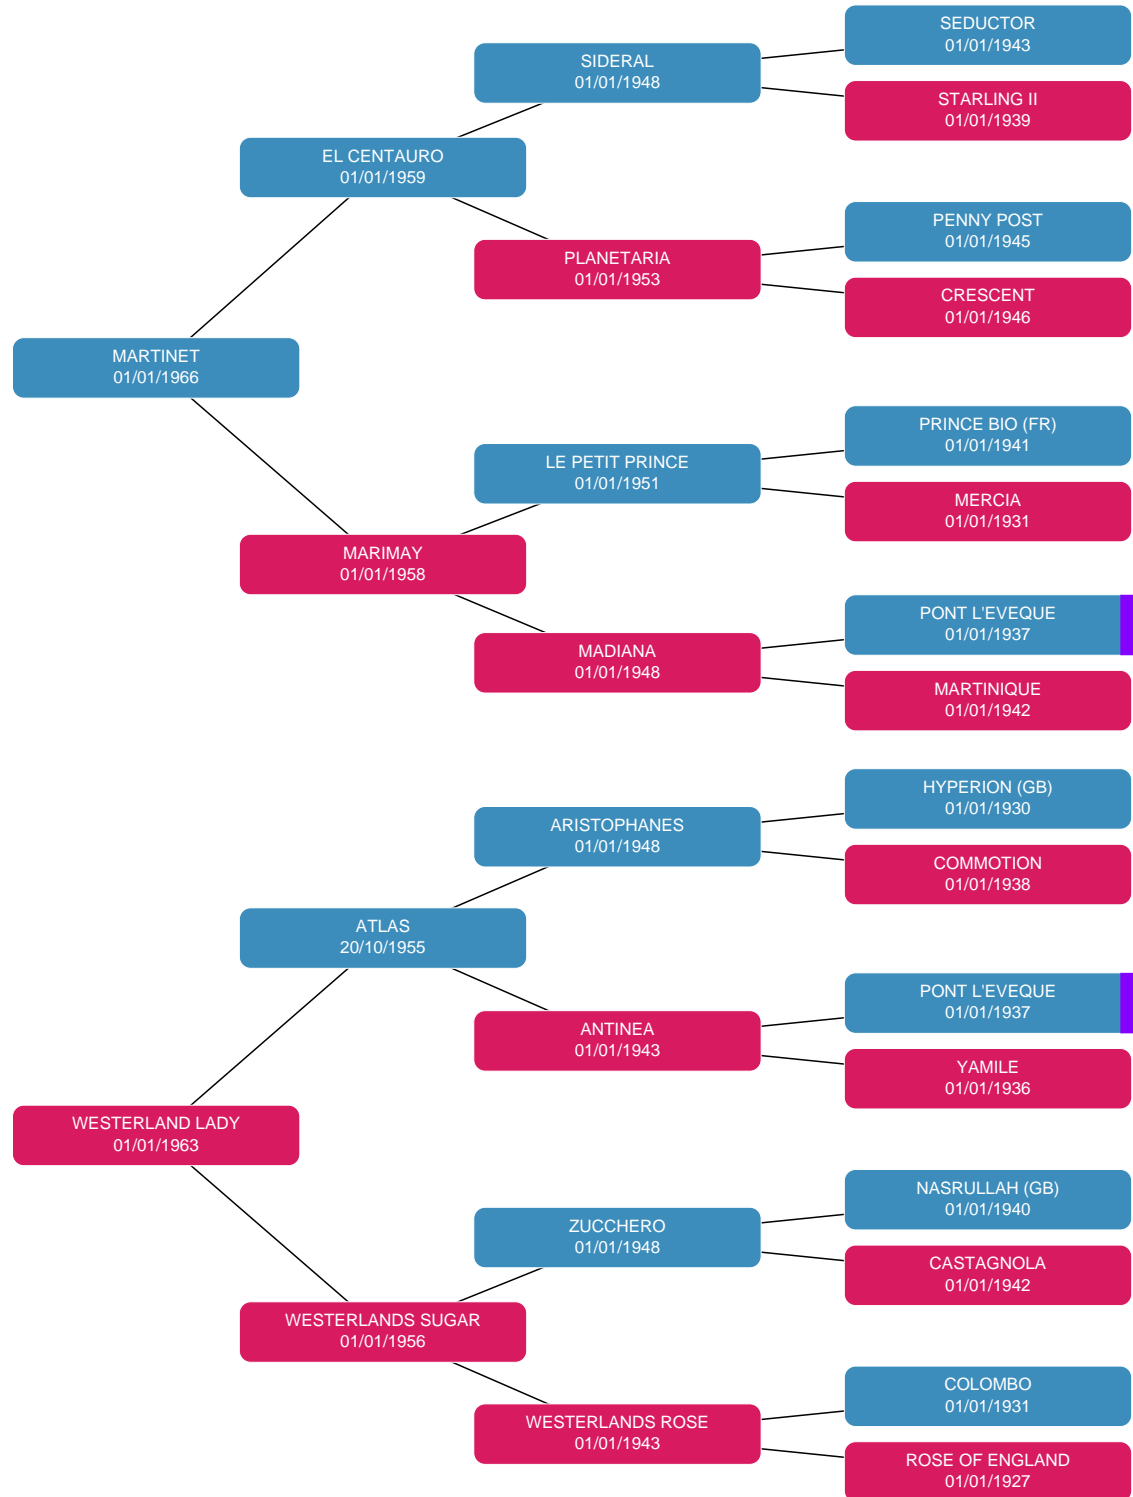 SEDUCTOR
01/01/1943
SIDERAL
01/01/1948
STARLING II
01/01/1939
EL CENTAURO
01/01/1959
PENNY POST
01/01/1945
PLANETARIA
01/01/1953
CRESCENT
01/01/1946
MARTINET
01/01/1966
PRINCE BIO (FR)
01/01/1941
LE PETIT PRINCE
01/01/1951
MERCIA
01/01/1931
MARIMAY
01/01/1958
PONT L'EVEQUE
01/01/1937
MADIANA
01/01/1948
MARTINIQUE
01/01/1942
HYPERION (GB)
01/01/1930
ARISTOPHANES
01/01/1948
COMMOTION
01/01/1938
ATLAS
20/10/1955
PONT L'EVEQUE
01/01/1937
ANTINEA
01/01/1943
YAMILE
01/01/1936
WESTERLAND LADY
01/01/1963
NASRULLAH (GB)
01/01/1940
ZUCCHERO
01/01/1948
CASTAGNOLA
01/01/1942
WESTERLANDS SUGAR
01/01/1956
COLOMBO
01/01/1931
WESTERLANDS ROSE
01/01/1943
ROSE OF ENGLAND
01/01/1927